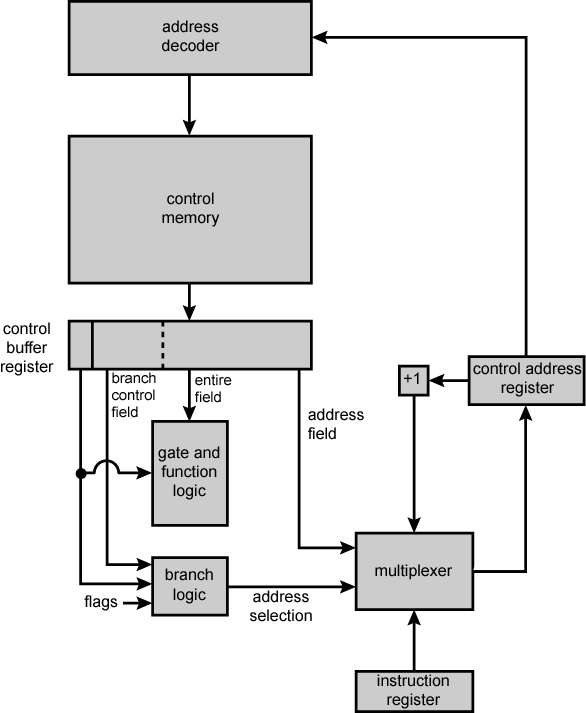 address
decoder
control
memory
control
buffer
register
branch
control
field
entire
field
address
field
+1
control address
register
gate and
function
logic
branch
logic
flags
address
selection
multiplexer
instruction
register